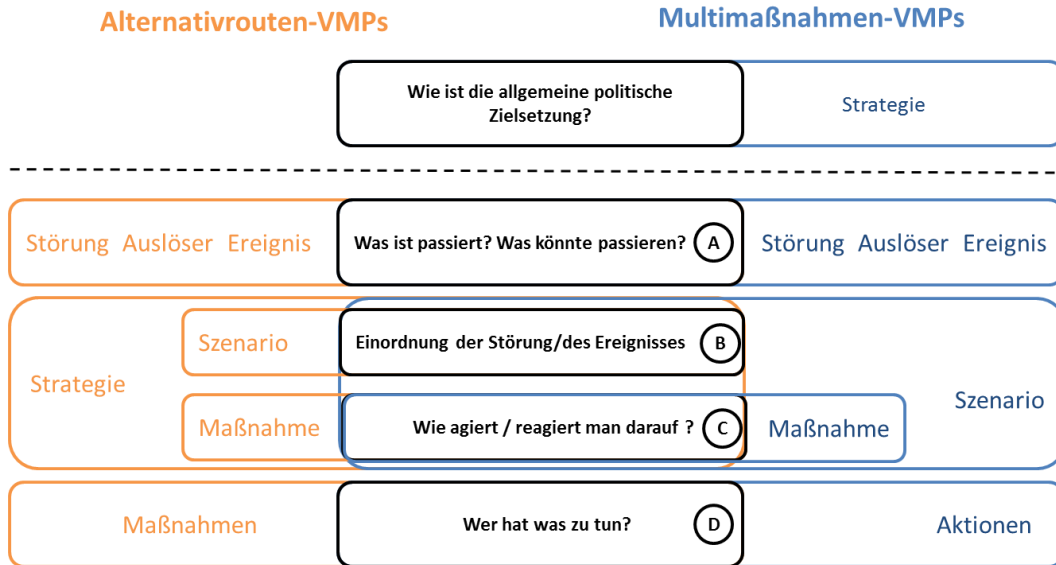 Alternativrouten-VMPs
Multimaßnahmen-VMPs
Wie ist die allgemeine politische
Zielsetzung?
Strategie
Störung Auslöser Ereignis
Was ist passiert? Was könnte passieren?
A
Störung Auslöser Ereignis
Szenario
Einordnung der Störung/des Ereignisses
B
Strategie
Szenario
Maßnahme
Wie agiert / reagiert man darauf ?
C
Maßnahme
Maßnahmen
Wer hat was zu tun?
D
Aktionen